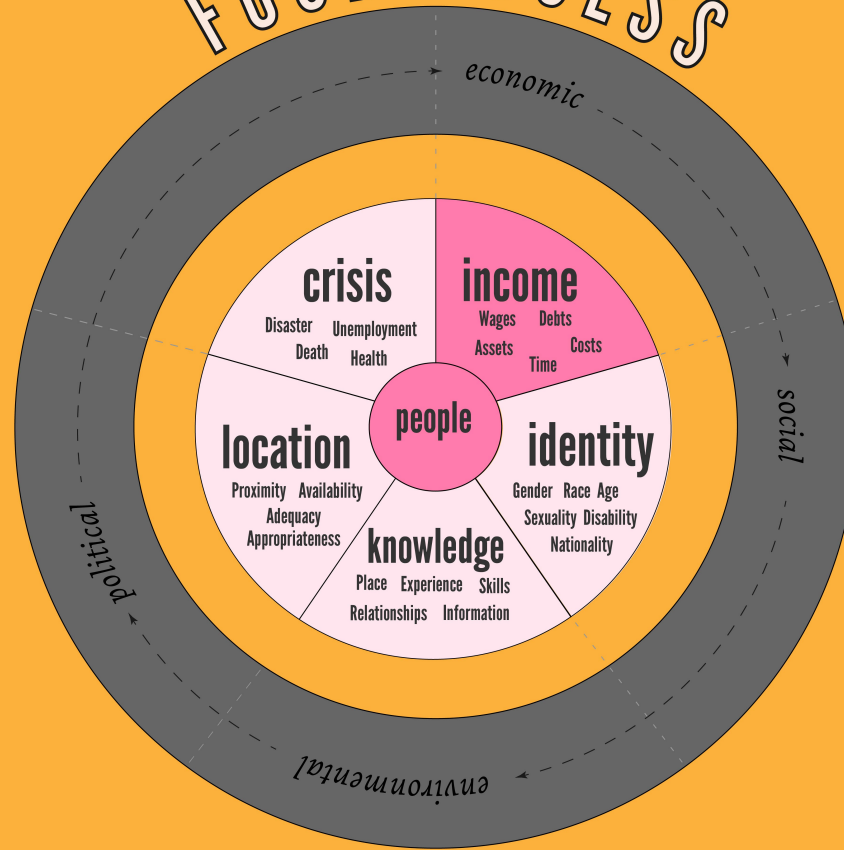 economic
social
environmental
political
crisis
Disaster Unemployment
Death Health
income
Wages Debts
Assets Costs
Time
people
location
Proximity Availability
Adequacy
Appropriateness
identity
Gender Race Age
Sexuality Disability
Nationality
knowledge
Place Experience Skills
Relationships Information